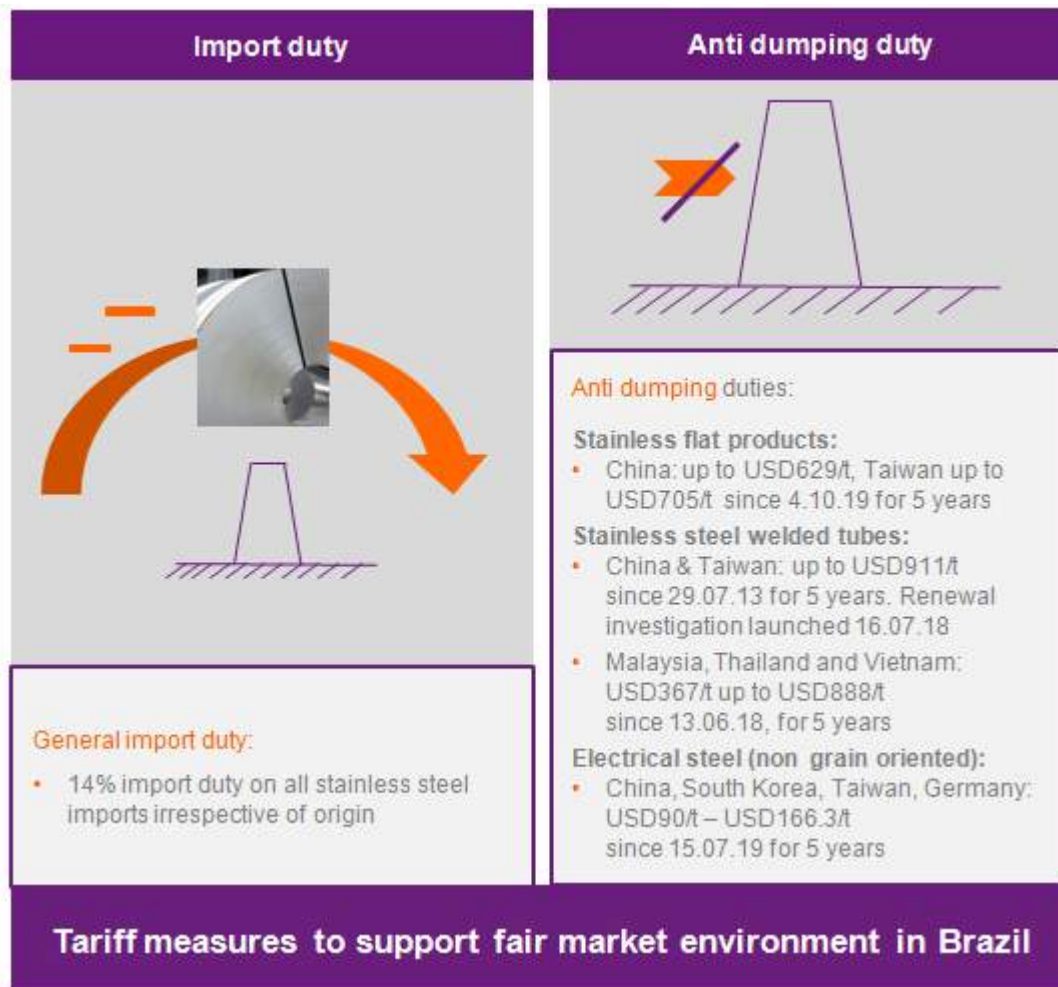 Import duty
General import duty:
• 14% import duty on all stainless steel
imports irrespective of origin
Anti dumping duty
Anti dumping duties:
Stainless flat products:
• China: up to USD629/t, Taiwan up to
USD705/t since 4.10.19 for 5 years
Stainless steel welded tubes:
• China & Taiwan: up to USD911/t
since 29.07.13 for 5 years. Renewal
investigation launched 16.07.18
• Malaysia, Thailand and Vietnam:
USD367/t up to USD888/t
since 13.06.18, for 5 years
Electrical steel (non grain oriented):
• China, South Korea, Taiwan, Germany:
USD90/t – USD166.3/t
since 15.07.19 for 5 years
Tariff measures to support fair market environment in Brazil